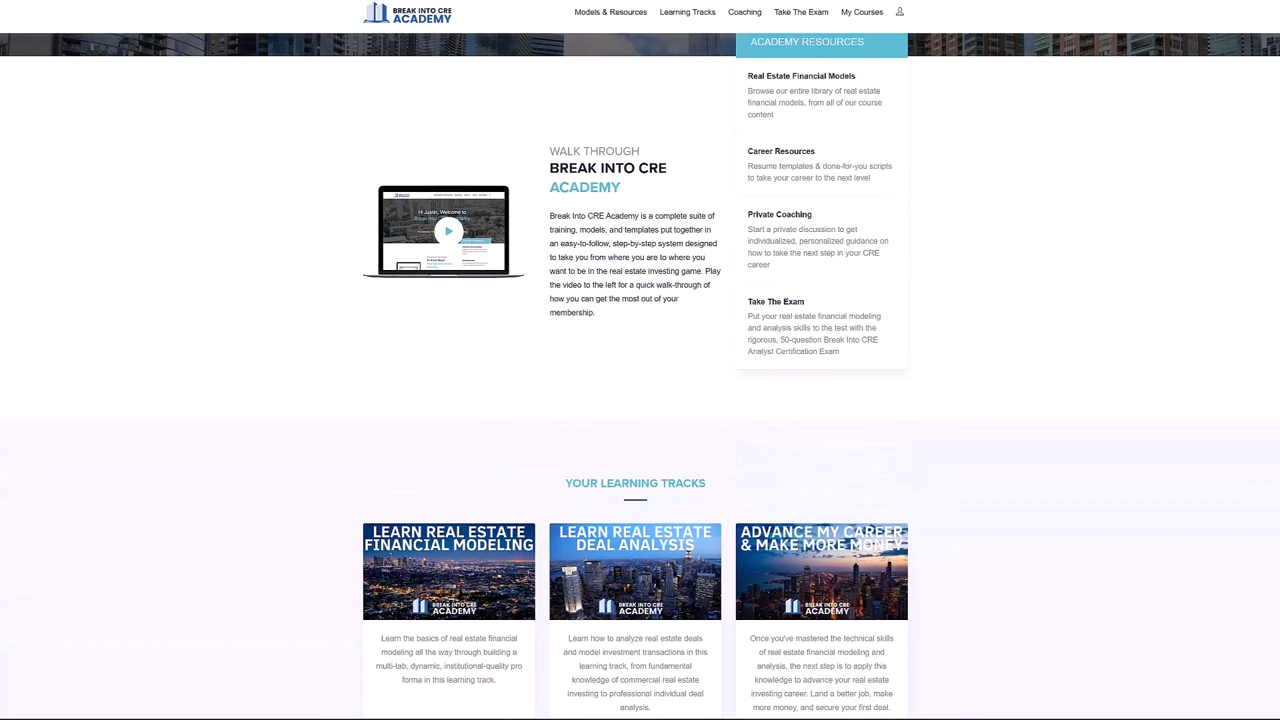 BREAK INTO CRE
ACADEMY
Models & Resources
Learning Tracks
Coaching
Take The Exam
My Courses
ACADEMY RESOURCES
Real Estate Financial Models
Browse our entire library of real estate
financial models, from all of our course
content
Career Resources
Resume templates & done-for-you scripts
to take your career to the next level
Private Coaching
Start a private discussion to get
individualized, personalized guidance on
how to take the next step in your CRE
career
Take The Exam
Put your real estate financial modeling
and analysis skills to the test with the
rigorous, 50-question Break Into CRE
Analyst Certification Exam
Hi Justin, Welcome to
WALK THROUGH
BREAK INTO CRE
ACADEMY
Break Into CRE Academy is a complete suite of
training, models, and templates put together in
an easy-to-follow, step-by-step system designed
to take you from where you are to where you
want to be in the real estate investing game. Play
the video to the left for a quick walk-through of
how you can get the most out of your
membership.
YOUR LEARNING TRACKS
LEARN REAL ESTATE
FINANCIAL MODELING
BREAK INTO CRE
ACADEMY
Learn the basics of real estate financial
modeling all the way through building a
multi-tab, dynamic, institutional-quality pro
forma in this learning track.
LEARN REAL ESTATE
DEAL ANALYSIS
BREAK INTO CRE
ACADEMY
Learn how to analyze real estate deals
and model investment transactions in this
learning track, from fundamental
knowledge of commercial real estate
investing to professional individual deal
analysis.
ADVANCE MY CAREER
& MAKE MORE MONEY
BREAK INTO CRE
ACADEMY
Once you've mastered the technical skills
of real estate financial modeling and
analysis, the next step is to apply this
knowledge to advance your real estate
investing career. Land a better job, make
more money, and secure your first deal.